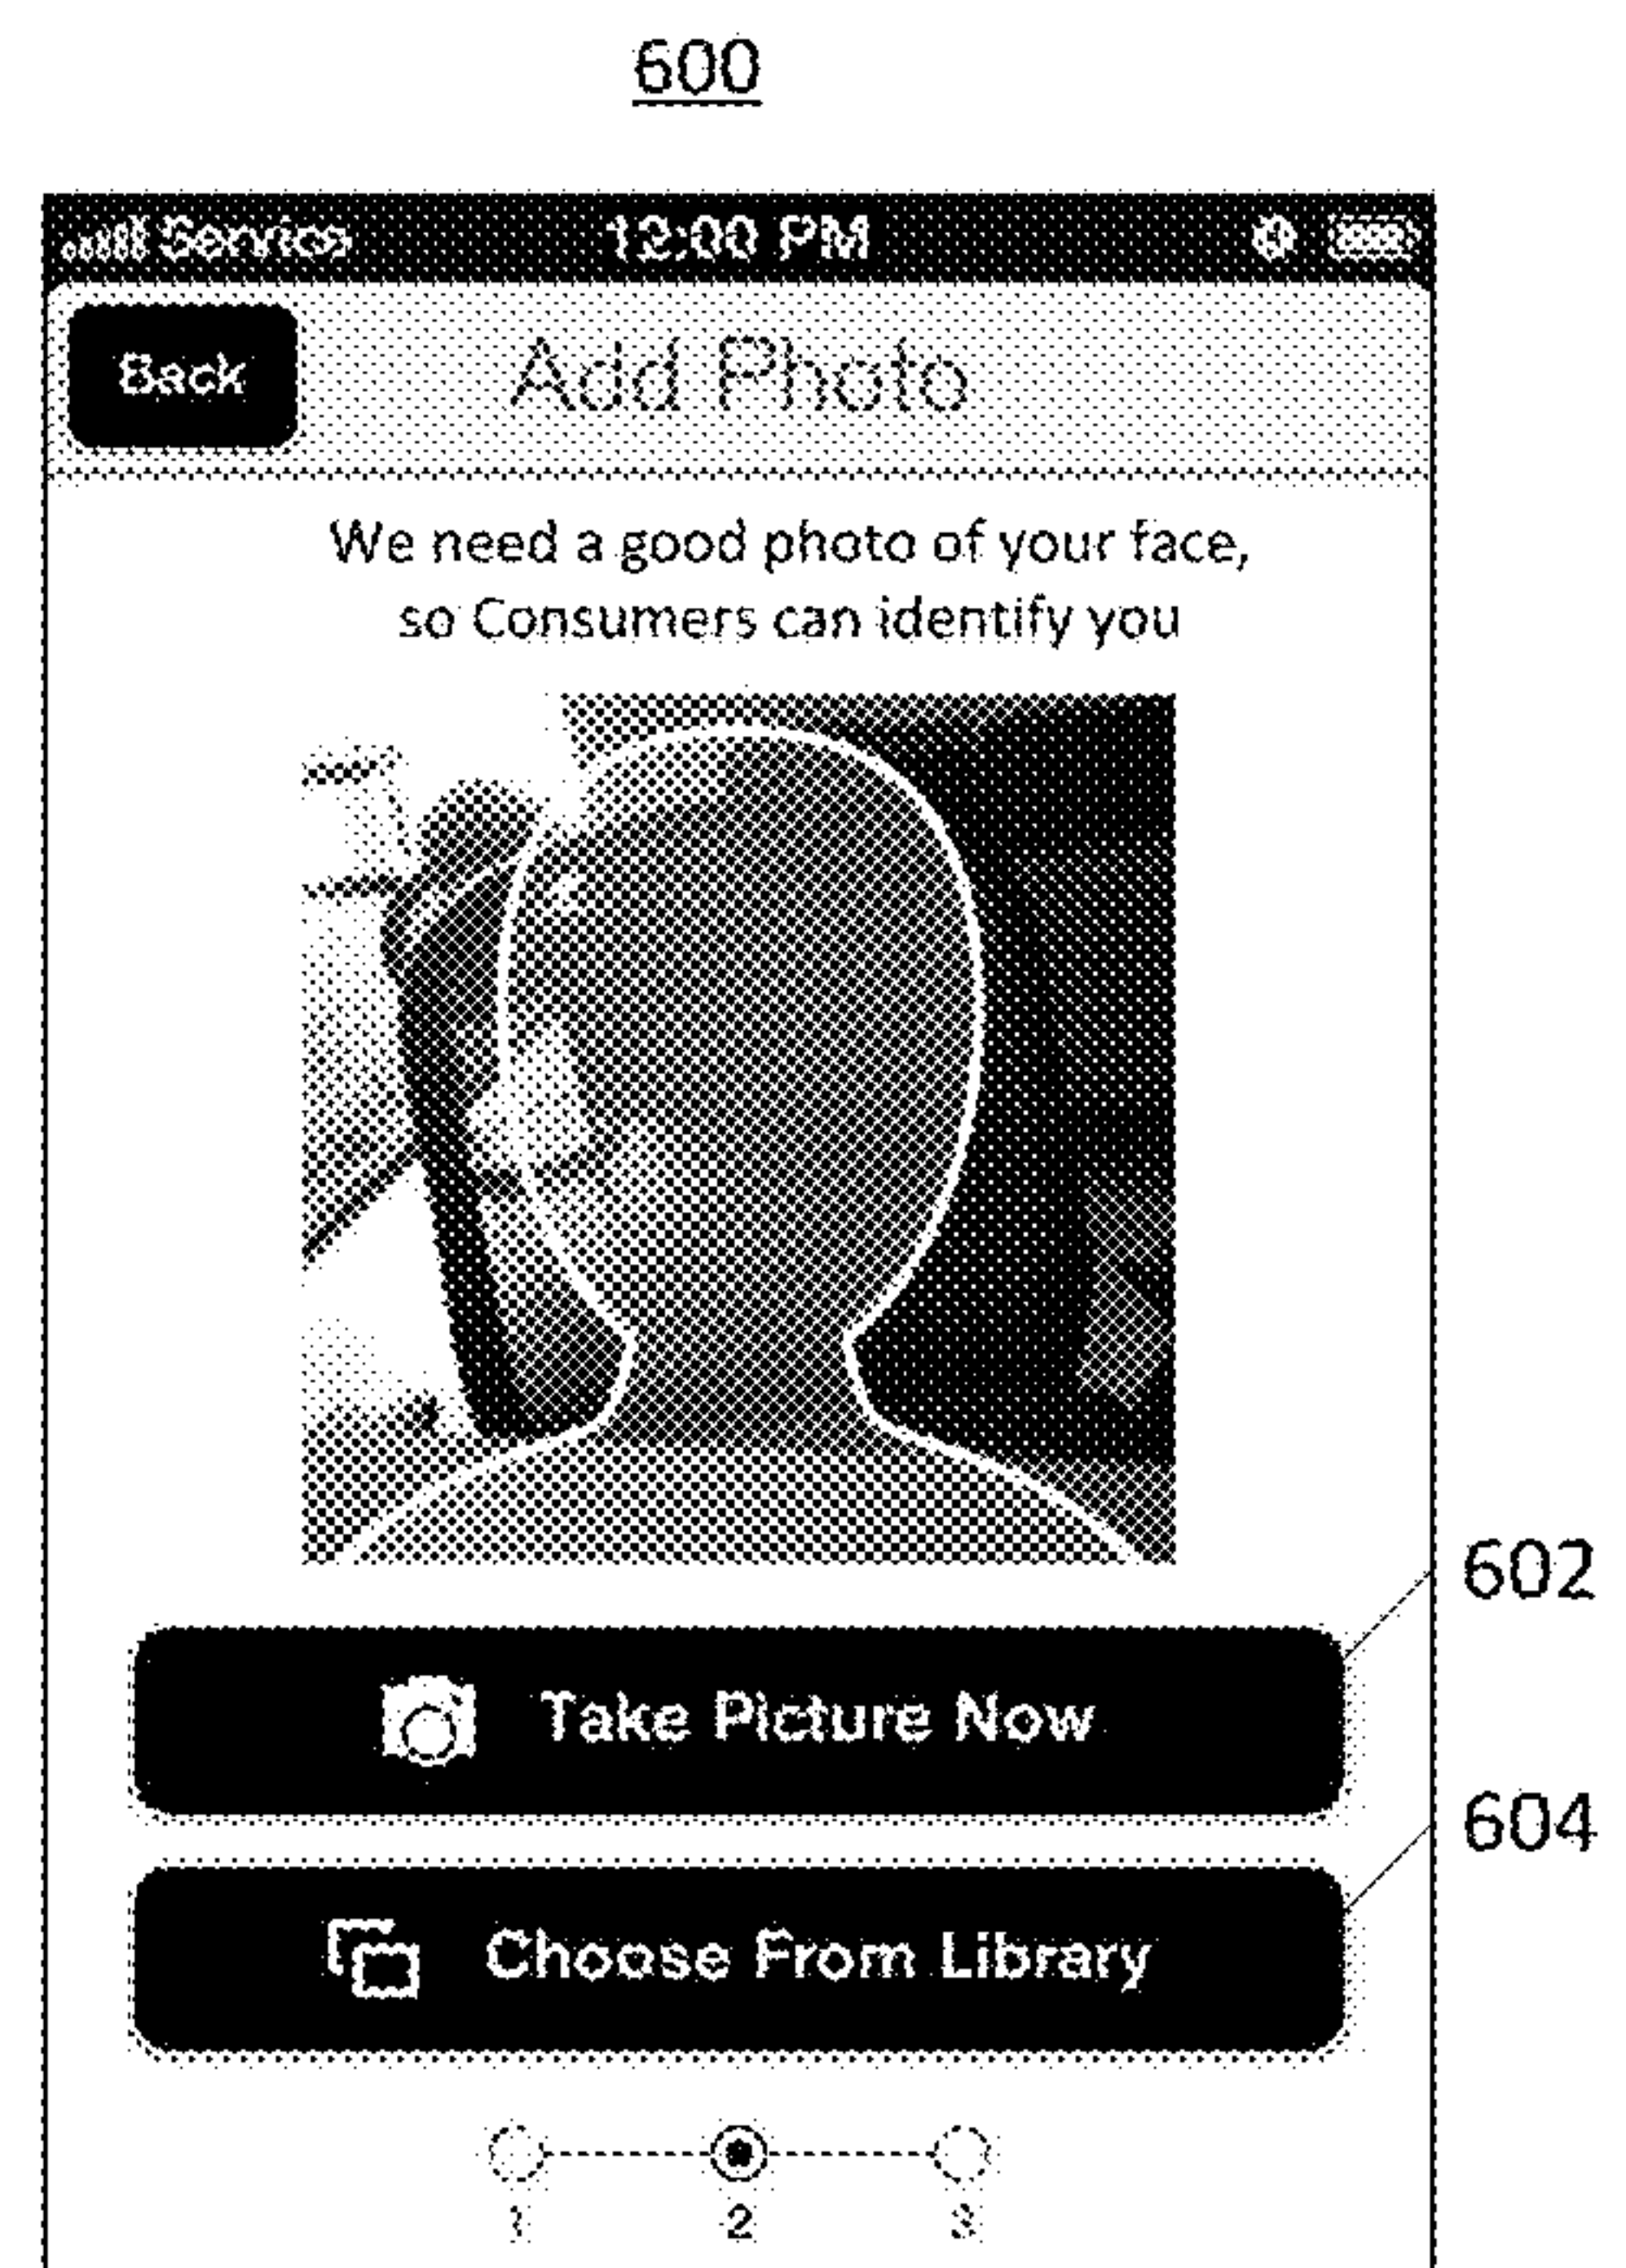 600
Service 12:00 PM
Back Add Photo
We need a good photo of your face,
so Consumers can identify you
602
Take Picture Now
604
Choose From Library
1 2 3